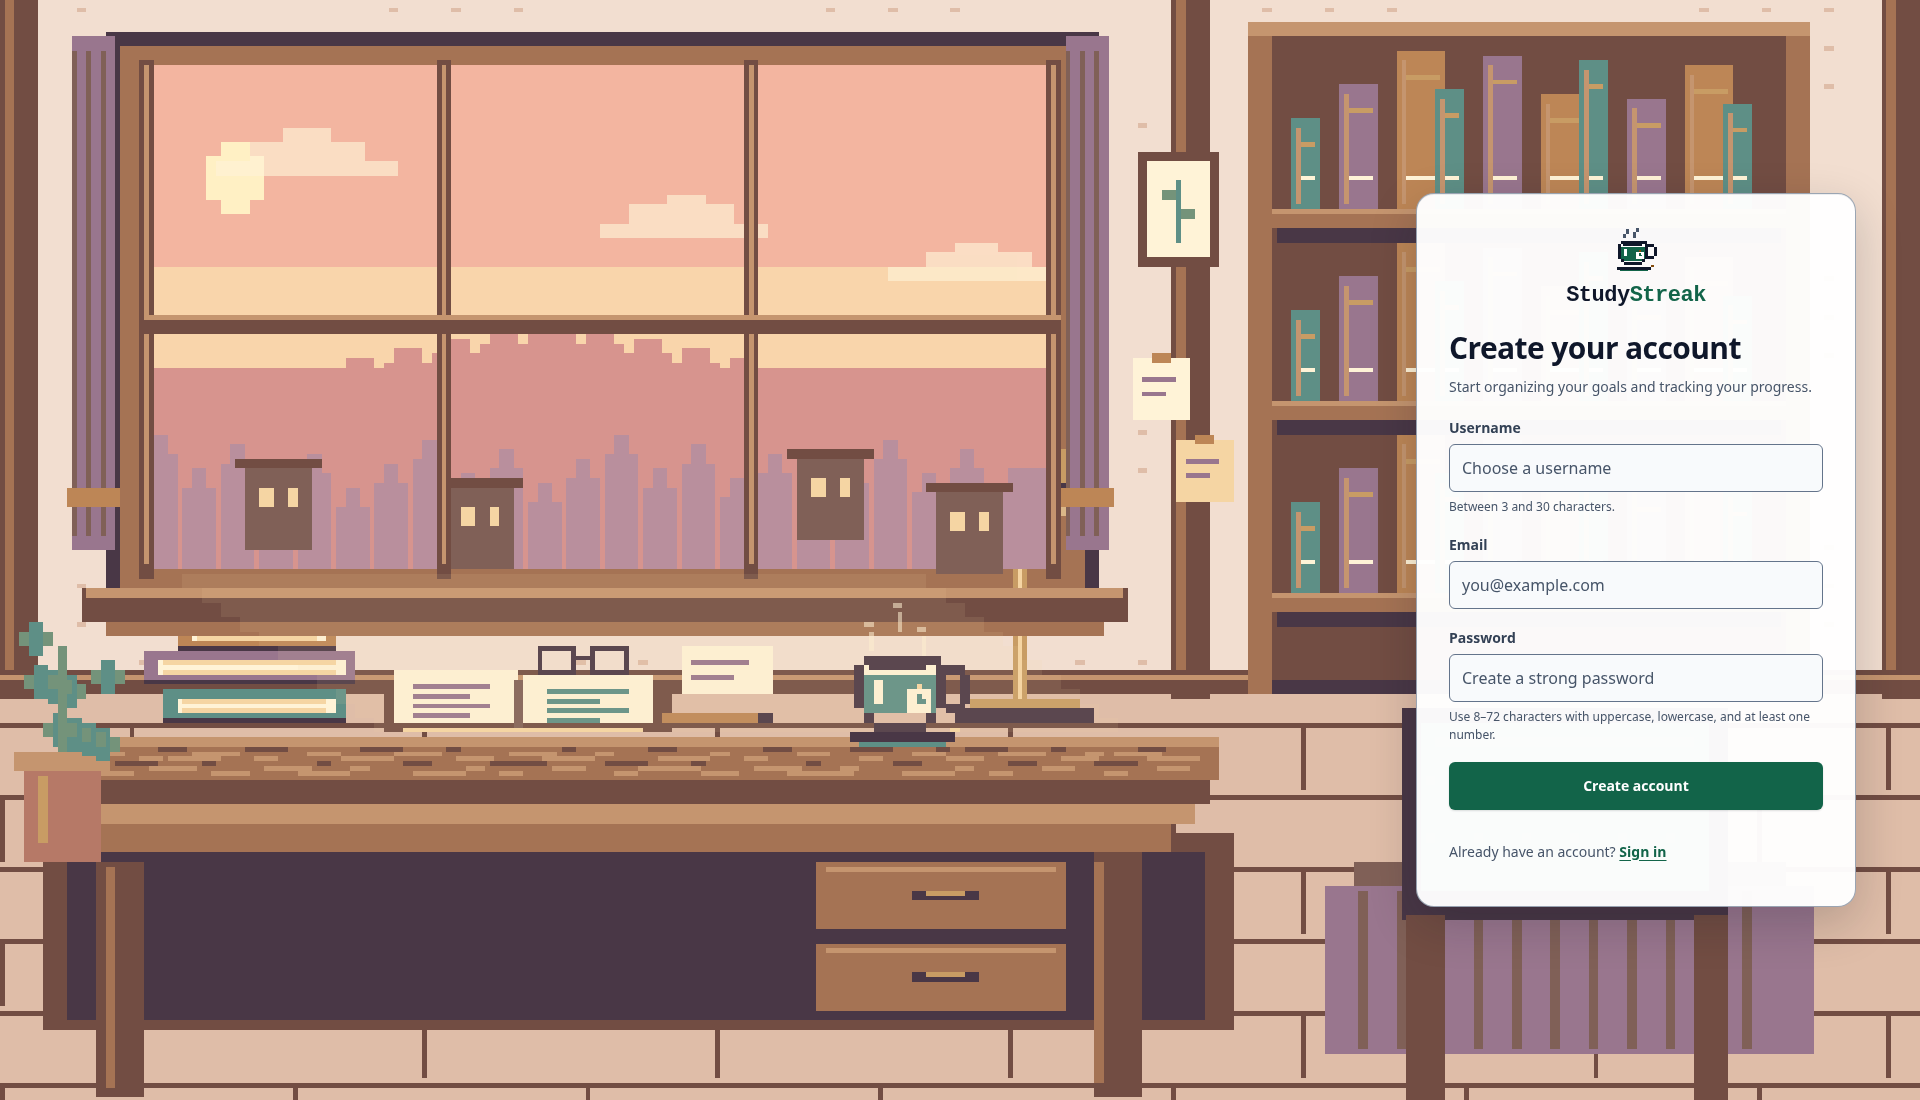 StudyStreak
Create your account
Start organizing your goals and tracking your progress.
Username
Choose a username
Between 3 and 30 characters.
Email
you@example.com
Password
Create a strong password
Use 8–72 characters with uppercase, lowercase, and at least one
number.
Create account
Already have an account? Sign in